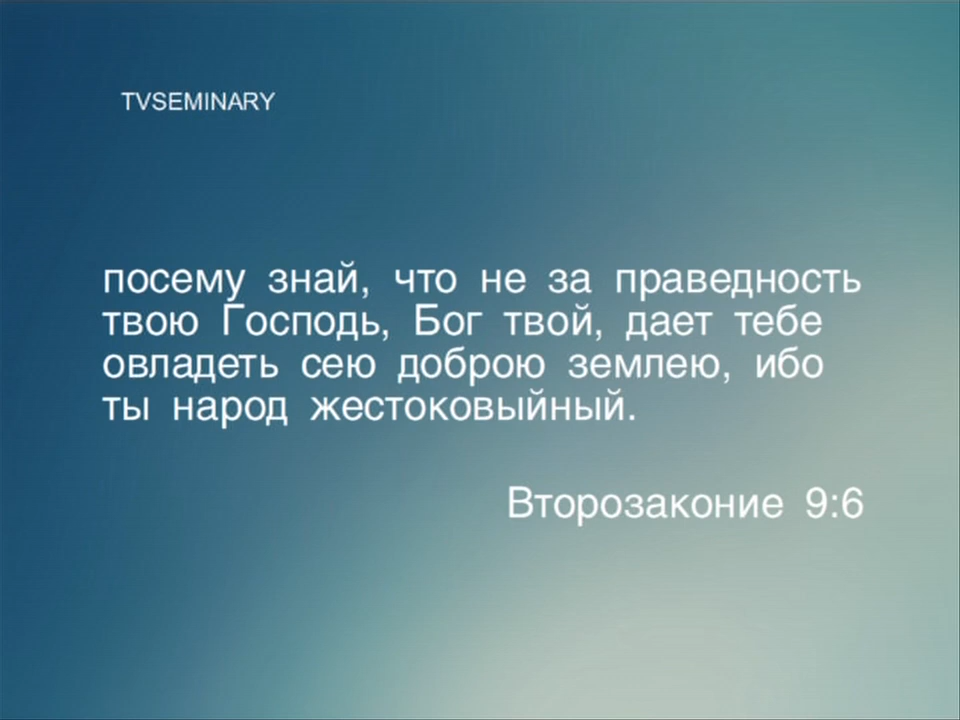 TVSEMINARY
посему знай, что не за праведность
твою Господь, Бог твой, дает тебе
овладеть сею доброю землею, ибо
ты народ жестоковыйный.
Второзаконие 9:6